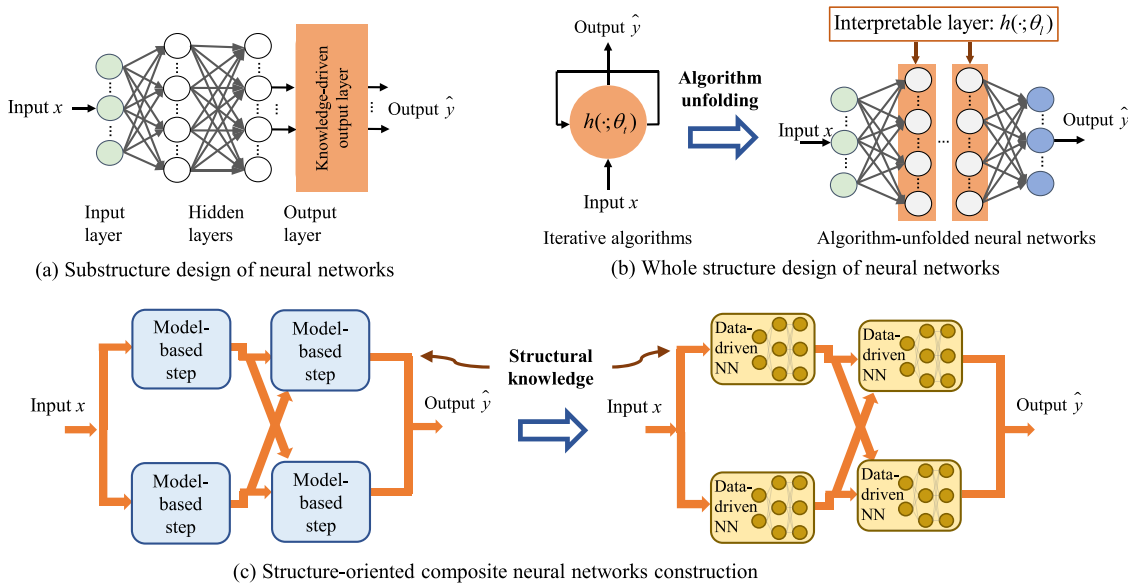 Input x
Knowledge-driven
output layer
Output ŷ
Input
layer
Hidden
layers
Output
layer
(a) Substructure design of neural networks
Output ŷ
h(·;θ_t)
Input x
Iterative algorithms
Algorithm
unfolding
Interpretable layer: h(·;θ_l)
Input x
Output ŷ
Algorithm-unfolded neural networks
(b) Whole structure design of neural networks
Input x
Model-
based
step
Model-
based
step
Model-
based
step
Model-
based
step
Output ŷ
Structural
knowledge
Input x
Data-
driven
NN
Data-
driven
NN
Data-
driven
NN
Data-
driven
NN
Output ŷ
(c) Structure-oriented composite neural networks construction